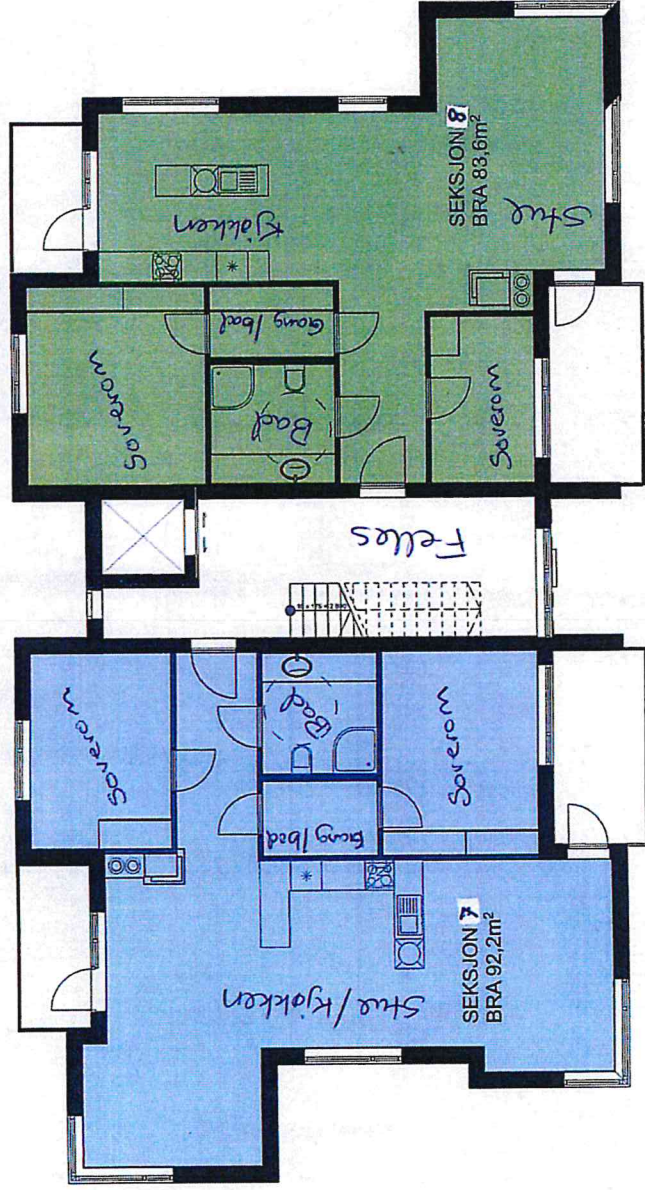 SEKSJON 8
BRA 83,6m²
Stue
Kjøkken
Gang/bad
Soverom
Bad
Soverom
Felles
Soverom
Bad
Soverom
Gang/bod
Stue/Kjøkken
SEKSJON 7
BRA 92,2m²